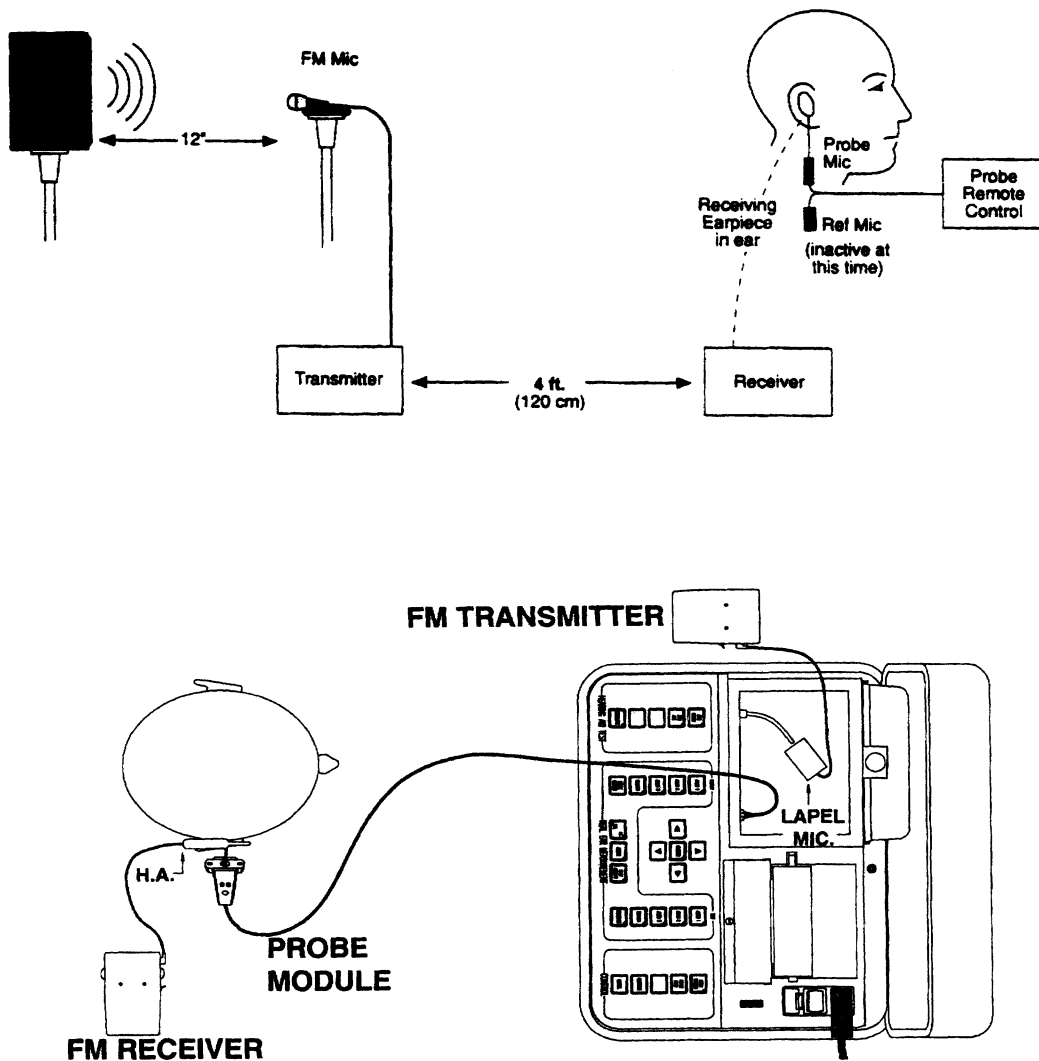 FM Mic
12"
Probe
Mic
Probe
Remote
Control
Receiving
Earpiece
in ear
Ref Mic
(inactive at
this time)
Transmitter
4 ft.
(120 cm)
Receiver
FM TRANSMITTER
LAPEL
MIC.
H.A.
PROBE
MODULE
FM RECEIVER